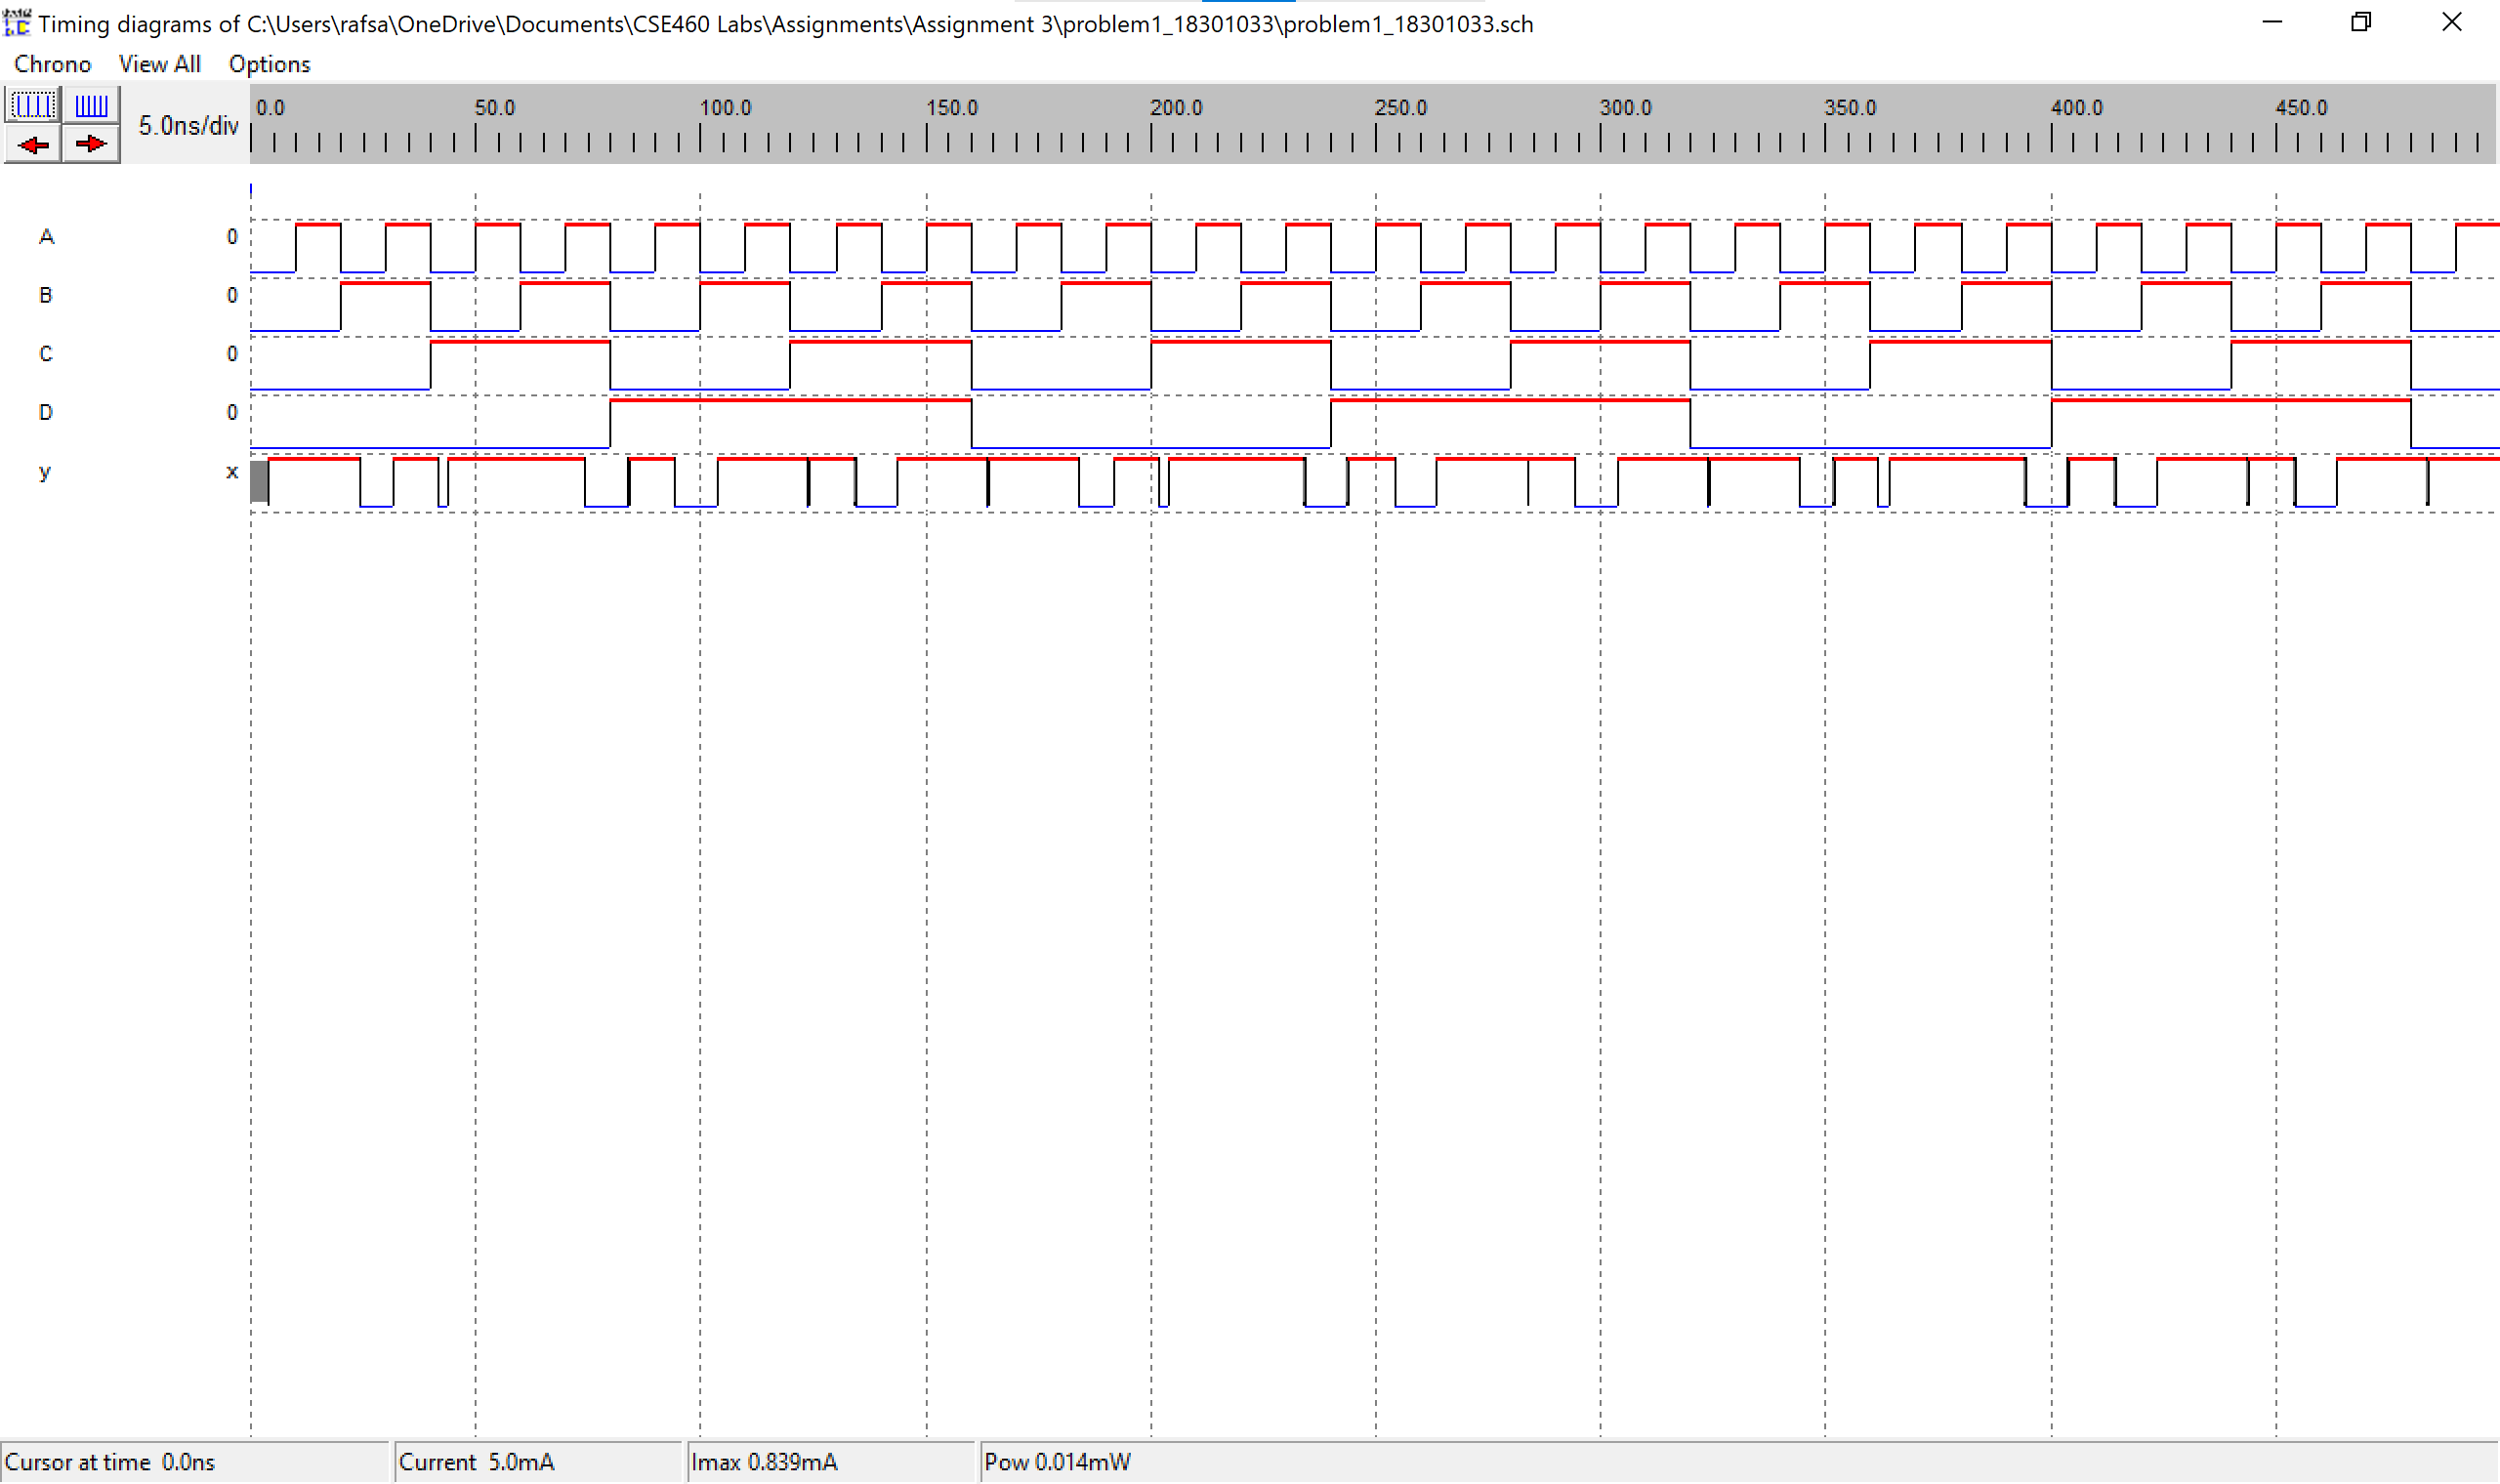 Timing diagrams of C:\Users\rafsa\OneDrive\Documents\CSE460 Labs\Assignments\Assignment 3\problem1_18301033\problem1_18301033.sch
Chrono View All Options
5.0ns/div 0.0 50.0 100.0 150.0 200.0 250.0 300.0 350.0 400.0 450.0
A 0
B 0
C 0
D 0
y x
Cursor at time 0.0ns Current 5.0mA Imax 0.839mA Pow 0.014mW